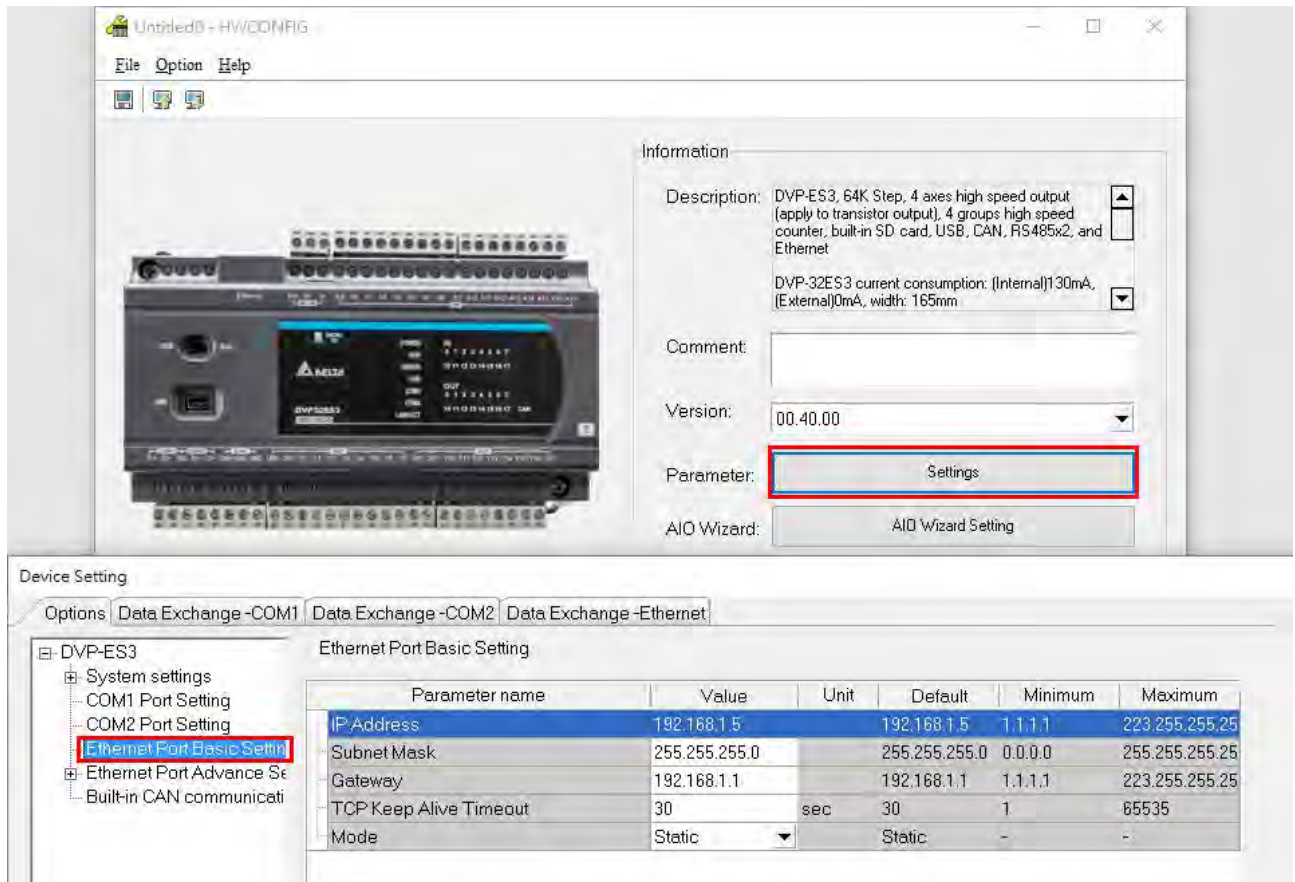 Untitled0 - HWCONFIG
File Option Help
Information
Description: DVP-ES3, 64K Step, 4 axes high speed output
(apply to transistor output), 4 groups high speed
counter, built-in SD card, USB, CAN, RS485x2, and
Ethernet
DVP-32ES3 current consumption: (Internal)130mA,
(External)0mA, width: 165mm
Comment:
Version: 00.40.00
Parameter: Settings
AIO Wizard: AIO Wizard Setting
DELTA
IN
OUT
Device Setting
Options Data Exchange -COM1 Data Exchange -COM2 Data Exchange -Ethernet
DVP-ES3
System settings
COM1 Port Setting
COM2 Port Setting
Ethernet Port Basic Settin
Ethernet Port Advance Se
Built-in CAN communicati
Ethernet Port Basic Setting
Parameter name Value Unit Default Minimum Maximum
IP Address 192.168.1.5 192.168.1.5 1.1.1.1 223.255.255.25
Subnet Mask 255.255.255.0 255.255.255.0 0.0.0.0 255.255.255.25
Gateway 192.168.1.1 192.168.1.1 1.1.1.1 223.255.255.25
TCP Keep Alive Timeout 30 sec 30 1 65535
Mode Static Static - -